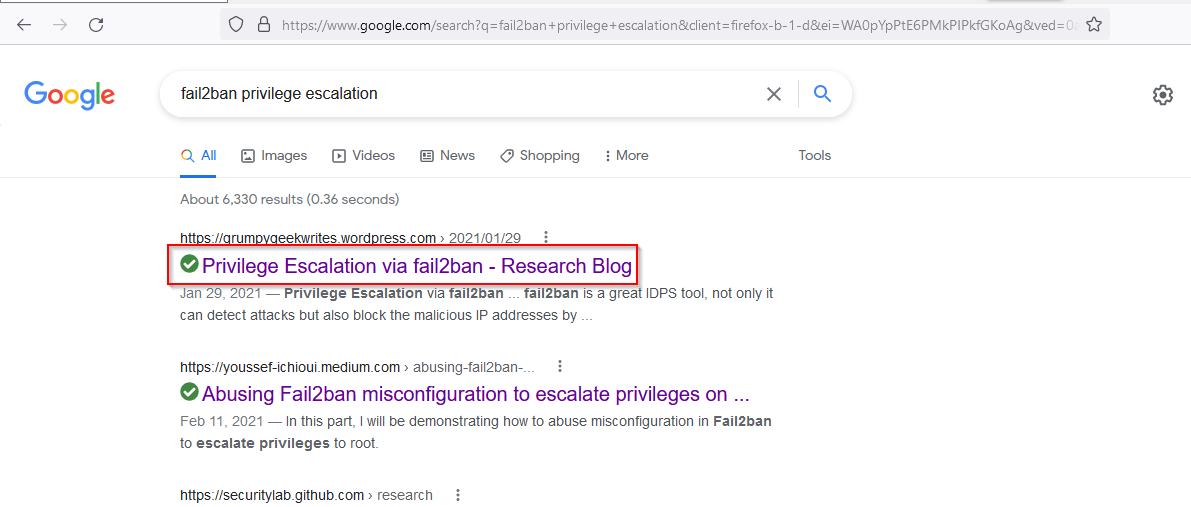 https://www.google.com/search?q=fail2ban+privilege+escalation&client=firefox-b-1-d&ei=WA0pYpPtE6PMkPIPkfGKoAg&ved=0a
Google
fail2ban privilege escalation
All Images Videos News Shopping More Tools
About 6,330 results (0.36 seconds)
https://grumpygeekwrites.wordpress.com › 2021/01/29
Privilege Escalation via fail2ban - Research Blog
Jan 29, 2021 — Privilege Escalation via fail2ban ... fail2ban is a great IDPS tool, not only it
can detect attacks but also block the malicious IP addresses by ...
https://youssef-ichioui.medium.com › abusing-fail2ban-...
Abusing Fail2ban misconfiguration to escalate privileges on ...
Feb 11, 2021 — In this part, I will be demonstrating how to abuse misconfiguration in Fail2ban
to escalate privileges to root.
https://securitylab.github.com › research